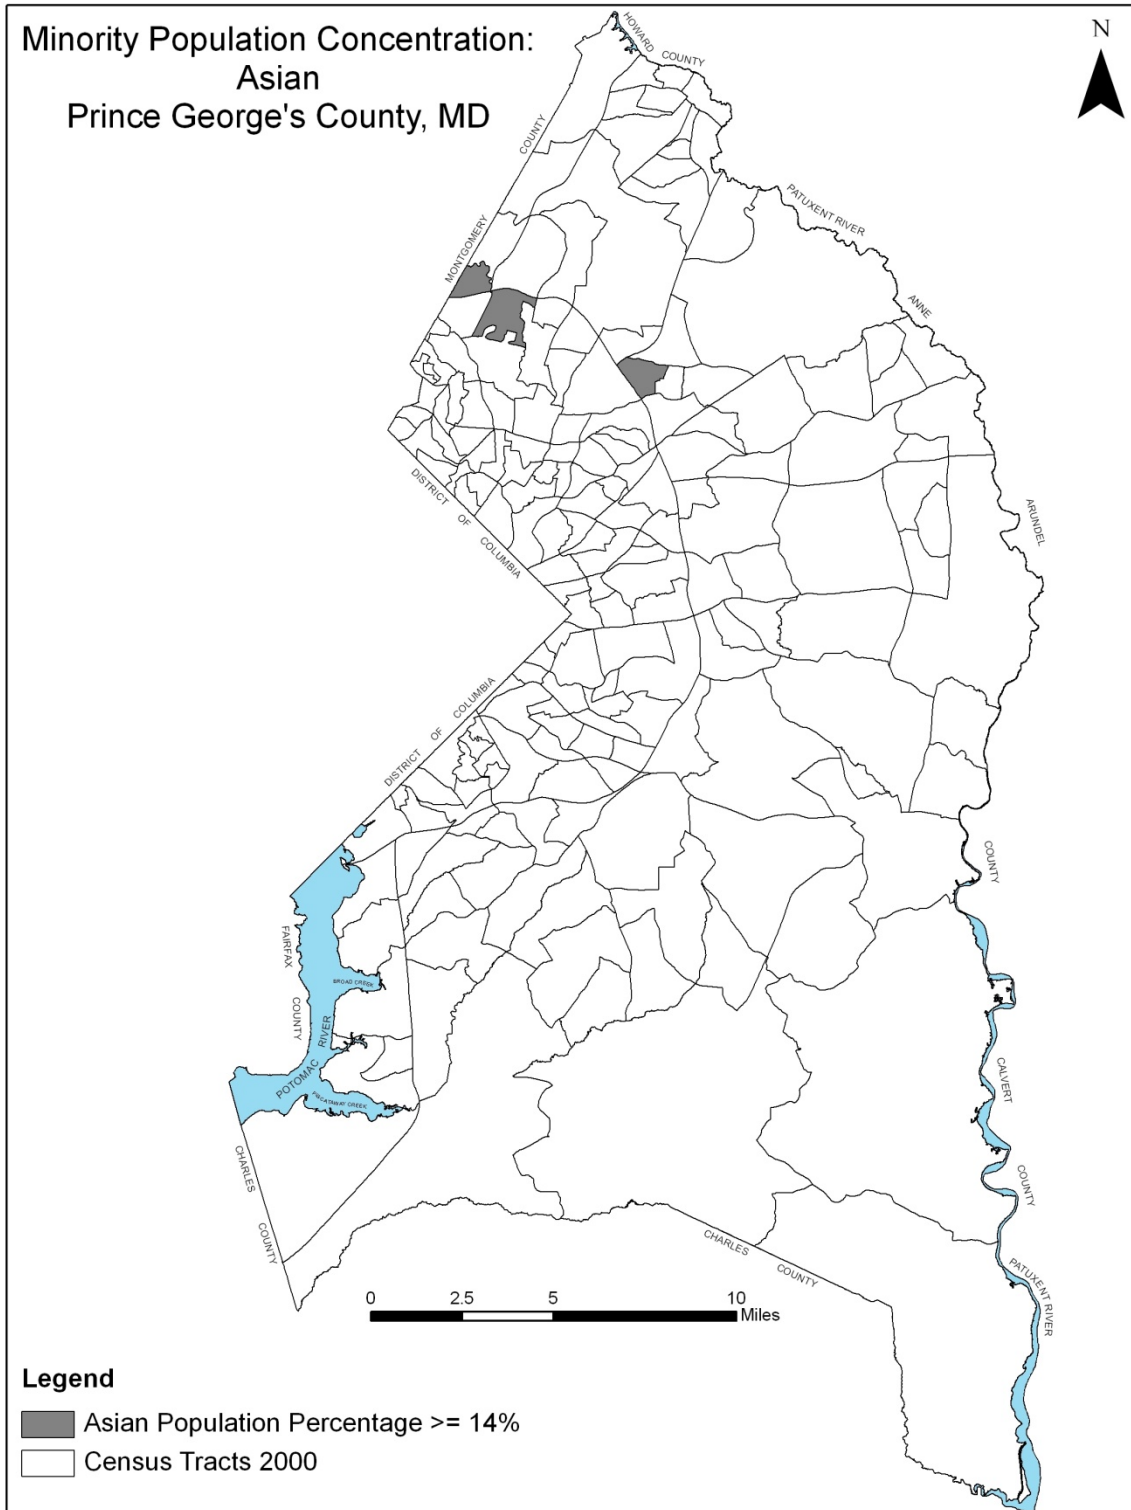 Minority Population Concentration:
Asian
Prince George's County, MD
N
HOWARD
COUNTY
COUNTY
MONTGOMERY
PATUXENT RIVER
ANNE
ARUNDEL
DISTRICT OF COLUMBIA
DISTRICT OF COLUMBIA
COUNTY
FAIRFAX
COUNTY
BROAD CREEK
POTOMAC RIVER
PISCATAWAY CREEK
CALVERT
COUNTY
CHARLES
COUNTY
CHARLES
COUNTY
PATUXENT RIVER
0 2.5 5 10
Miles
Legend
Asian Population Percentage >= 14%
Census Tracts 2000